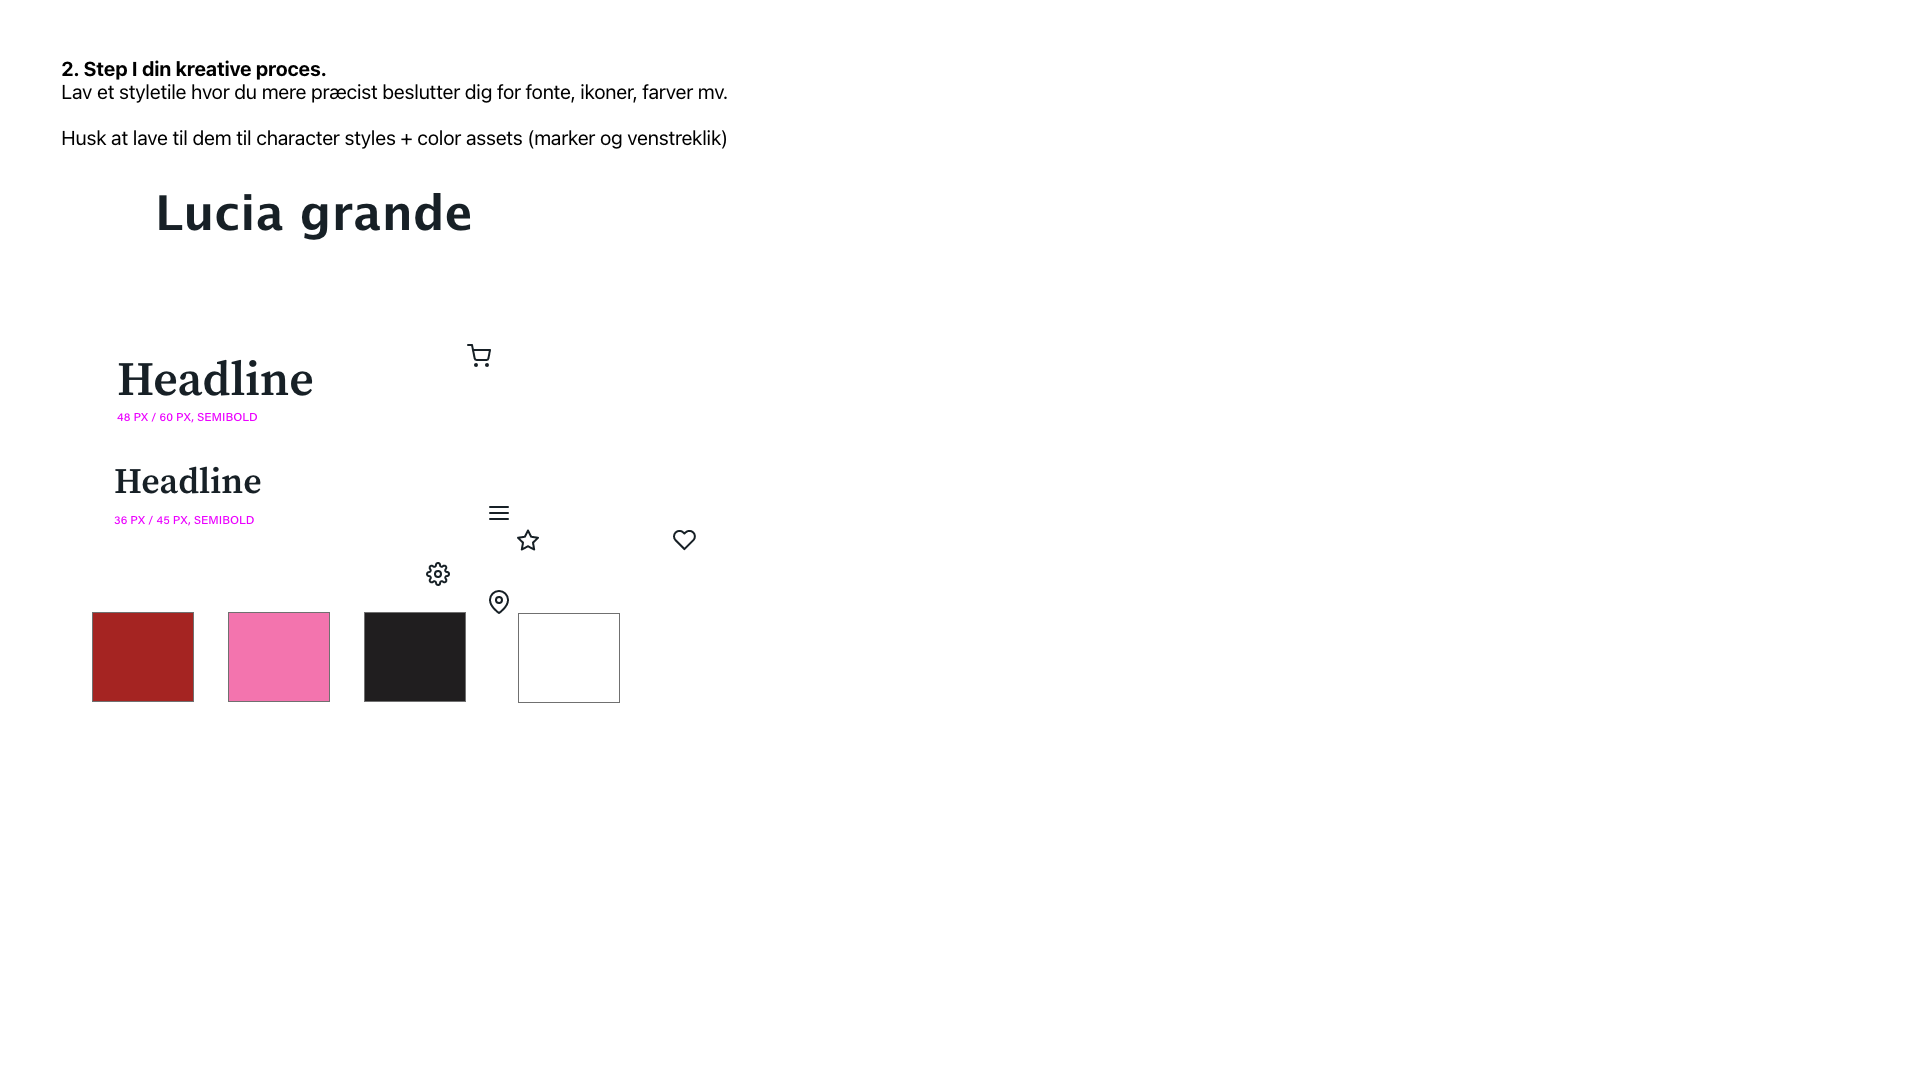 2. Step I din kreative proces.
Lav et styletile hvor du mere præcist beslutter dig for fonte, ikoner, farver mv.
Husk at lave til dem til character styles + color assets (marker og venstreklik)
Lucia grande
Headline
48 PX / 60 PX, SEMIBOLD
Headline
36 PX / 45 PX, SEMIBOLD